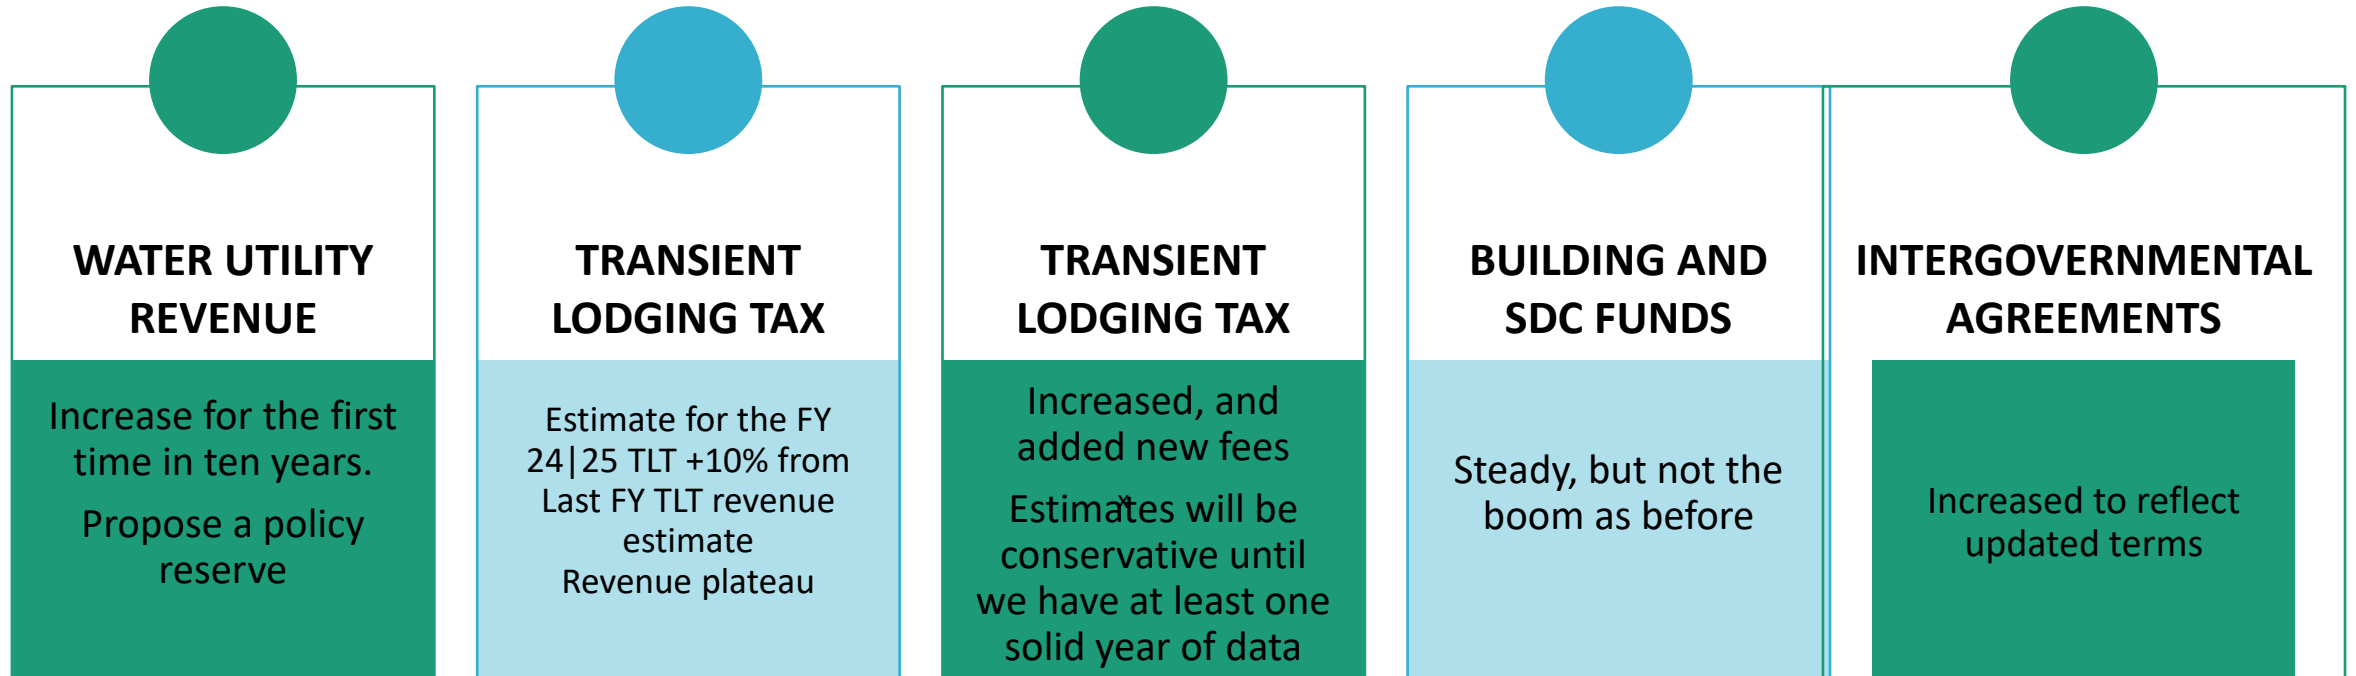 WATER UTILITY
REVENUE
Increase for the first
time in ten years.
Propose a policy
reserve
TRANSIENT
LODGING TAX
Estimate for the FY
24|25 TLT +10% from
Last FY TLT revenue
estimate
Revenue plateau
TRANSIENT
LODGING TAX
Increased, and
added new fees
x
Estimates will be
conservative until
we have at least one
solid year of data
BUILDING AND
SDC FUNDS
Steady, but not the
boom as before
INTERGOVERNMENTAL
AGREEMENTS
Increased to reflect
updated terms